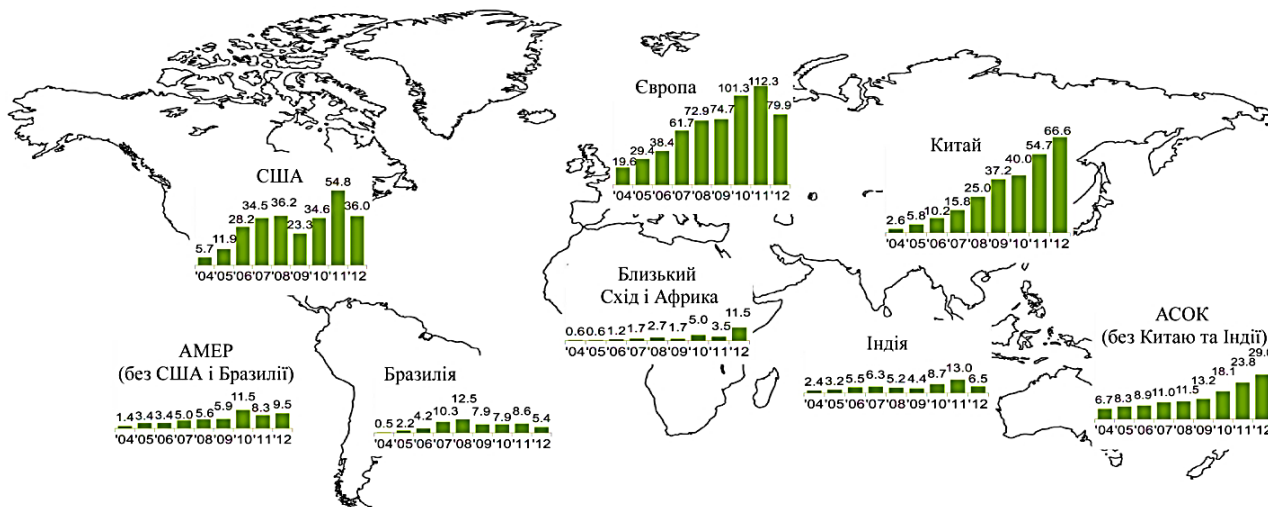 Європа
19.6 29.4 38.4 61.7 72.9 74.7 101.3 112.3 79.9
'04 '05 '06 '07 '08 '09 '10 '11 '12
Китай
2.6 5.8 10.2 15.8 25.0 37.2 40.0 54.7 66.6
'04 '05 '06 '07 '08 '09 '10 '11 '12
США
5.7 11.9 28.2 34.5 36.2 23.3 34.6 54.8 36.0
'04 '05 '06 '07 '08 '09 '10 '11 '12
Близький
Схід і Африка
0.6 0.6 1.2 1.7 2.7 1.7 5.0 3.5 11.5
'04 '05 '06 '07 '08 '09 '10 '11 '12
АСОК
(без Китаю та Індії)
6.7 8.3 8.9 11.0 11.5 13.2 18.1 23.8 29.0
'04 '05 '06 '07 '08 '09 '10 '11 '12
Індія
2.4 3.2 5.5 6.3 5.2 4.4 8.7 13.0 6.5
'04 '05 '06 '07 '08 '09 '10 '11 '12
АМЕР
(без США і Бразилії)
1.4 3.4 3.4 5.0 5.6 5.9 11.5 8.3 9.5
'04 '05 '06 '07 '08 '09 '10 '11 '12
Бразилія
0.5 2.2 4.2 10.3 12.5 7.9 7.9 8.6 5.4
'04 '05 '06 '07 '08 '09 '10 '11 '12